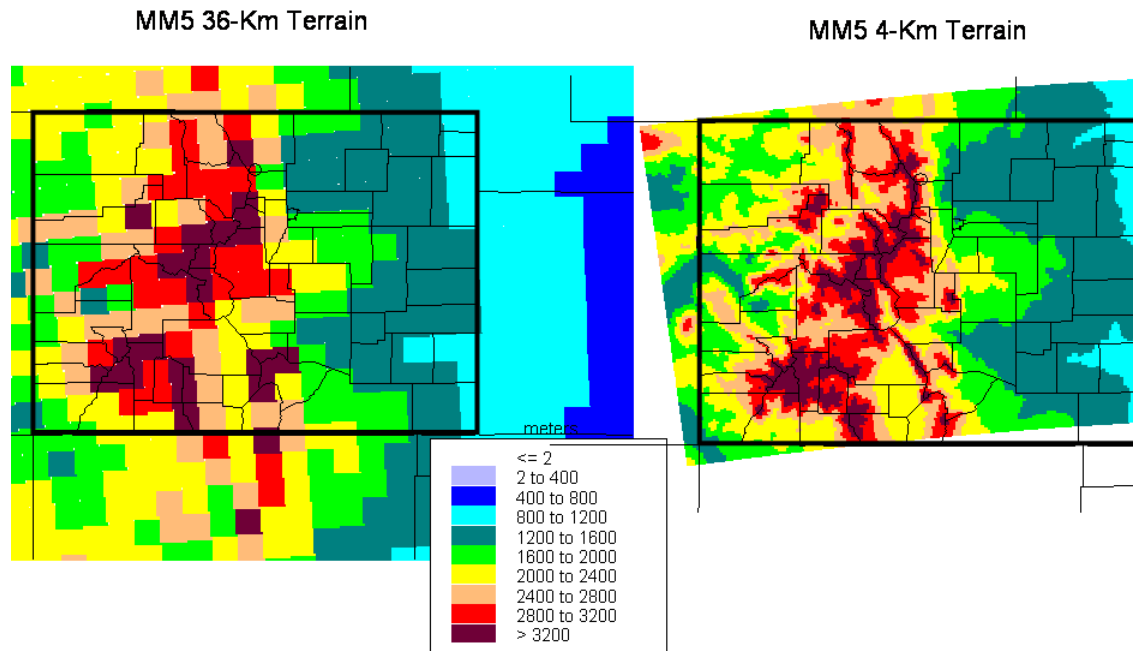 MM5 36-Km Terrain
MM5 4-Km Terrain
meters
<= 2
2 to 400
400 to 800
800 to 1200
1200 to 1600
1600 to 2000
2000 to 2400
2400 to 2800
2800 to 3200
> 3200